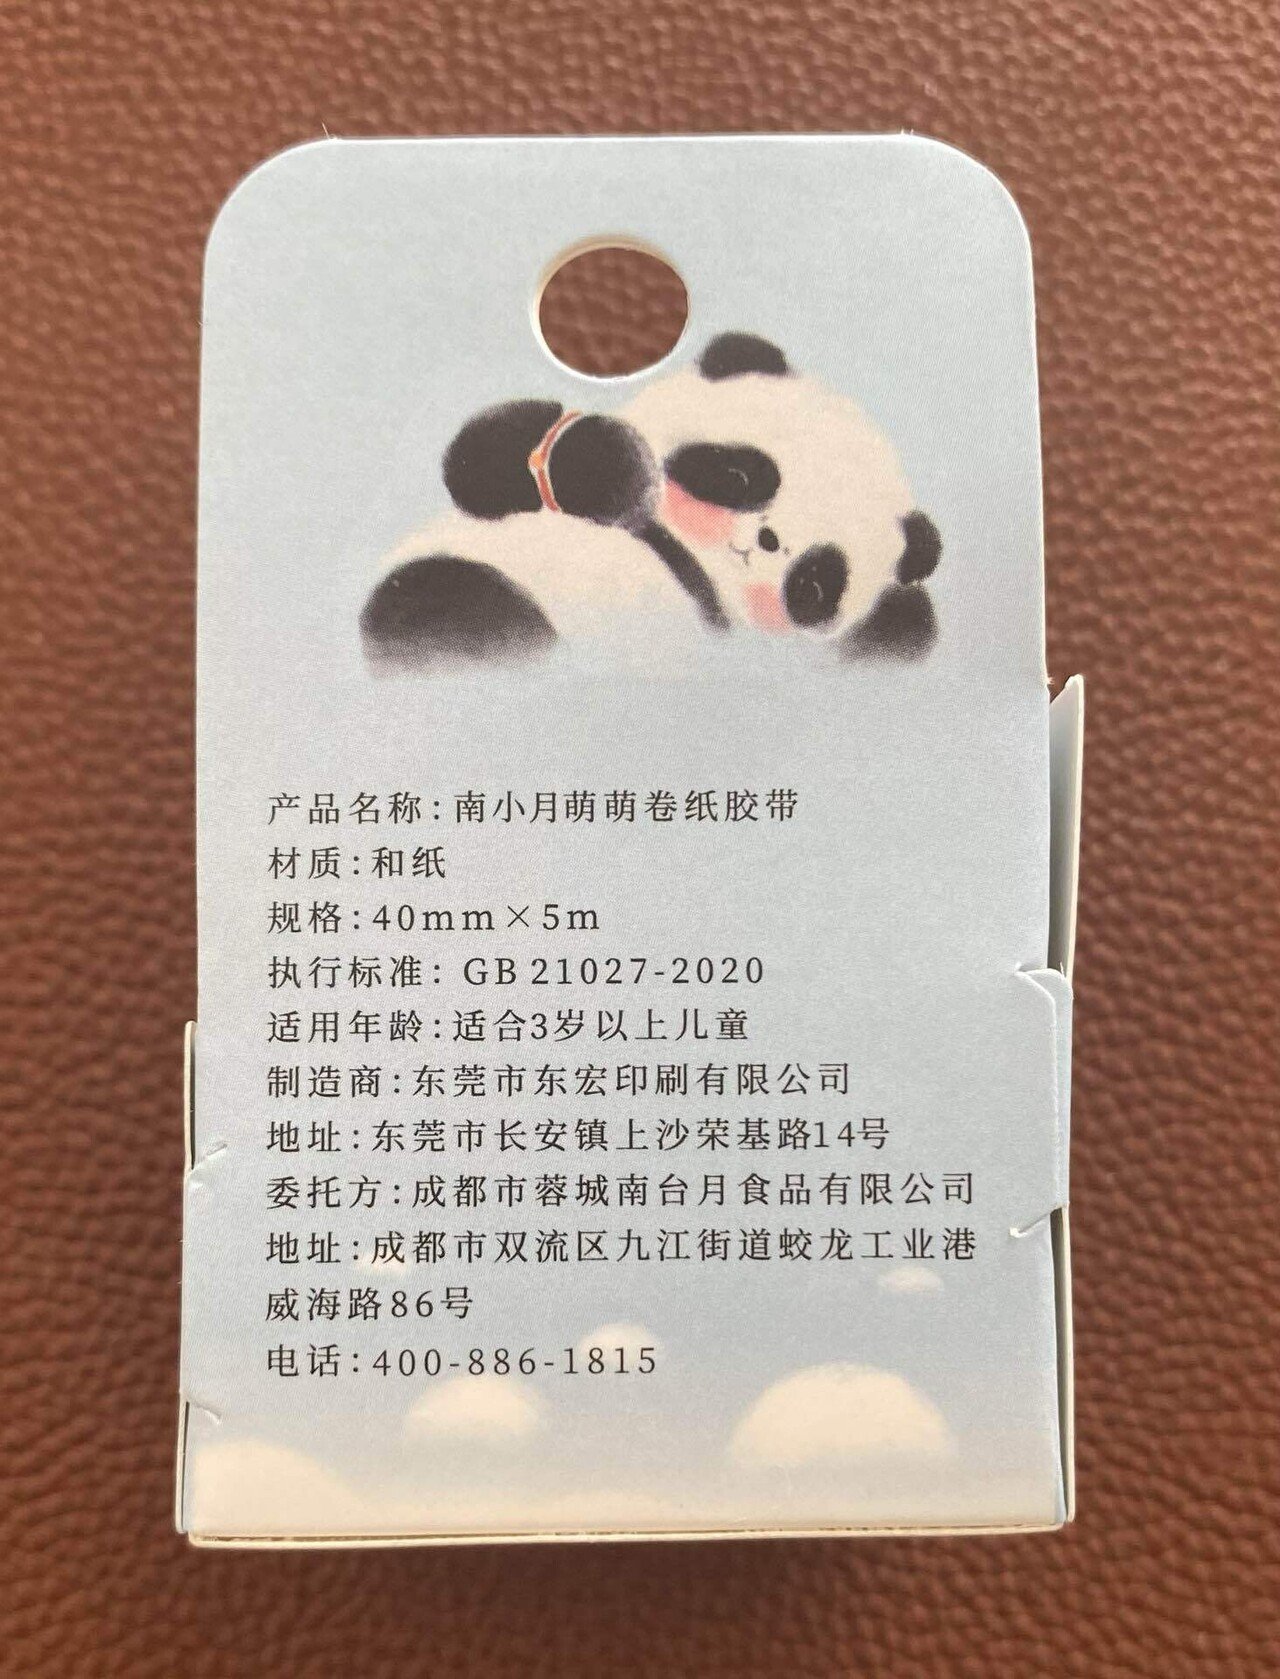 产品名称：南小月萌萌卷纸胶带
材质：和纸
规格：40mm×5m
执行标准：GB 21027-2020
适用年龄：适合3岁以上儿童
制造商：东莞市东宏印刷有限公司
地址：东莞市长安镇上沙荣基路14号
委托方：成都市蓉城南台月食品有限公司
地址：成都市双流区九江街道蛟龙工业港
威海路86号
电话：400-886-1815